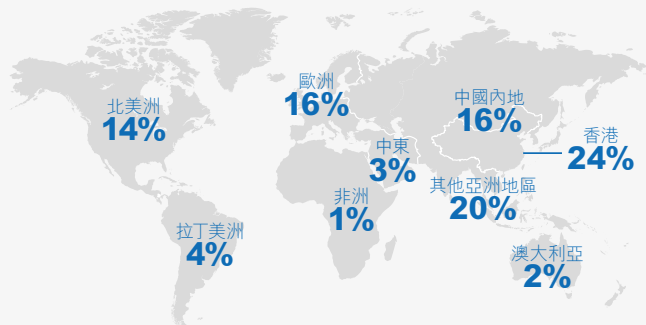 歐洲
16%
北美洲
14%
中國內地
16%
香港
24%
中東
3%
其他亞洲地區
20%
非洲
1%
拉丁美洲
4%
澳大利亞
2%